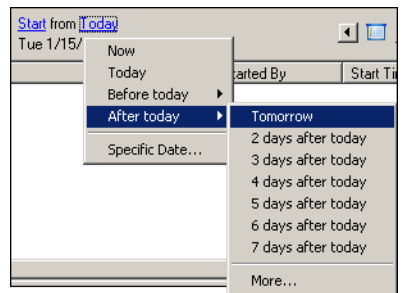 Start from Today
Tue 1/15/
Now
Today
Before today
After today
Specific Date...
arted By
Start Ti
Tomorrow
2 days after today
3 days after today
4 days after today
5 days after today
6 days after today
7 days after today
More...